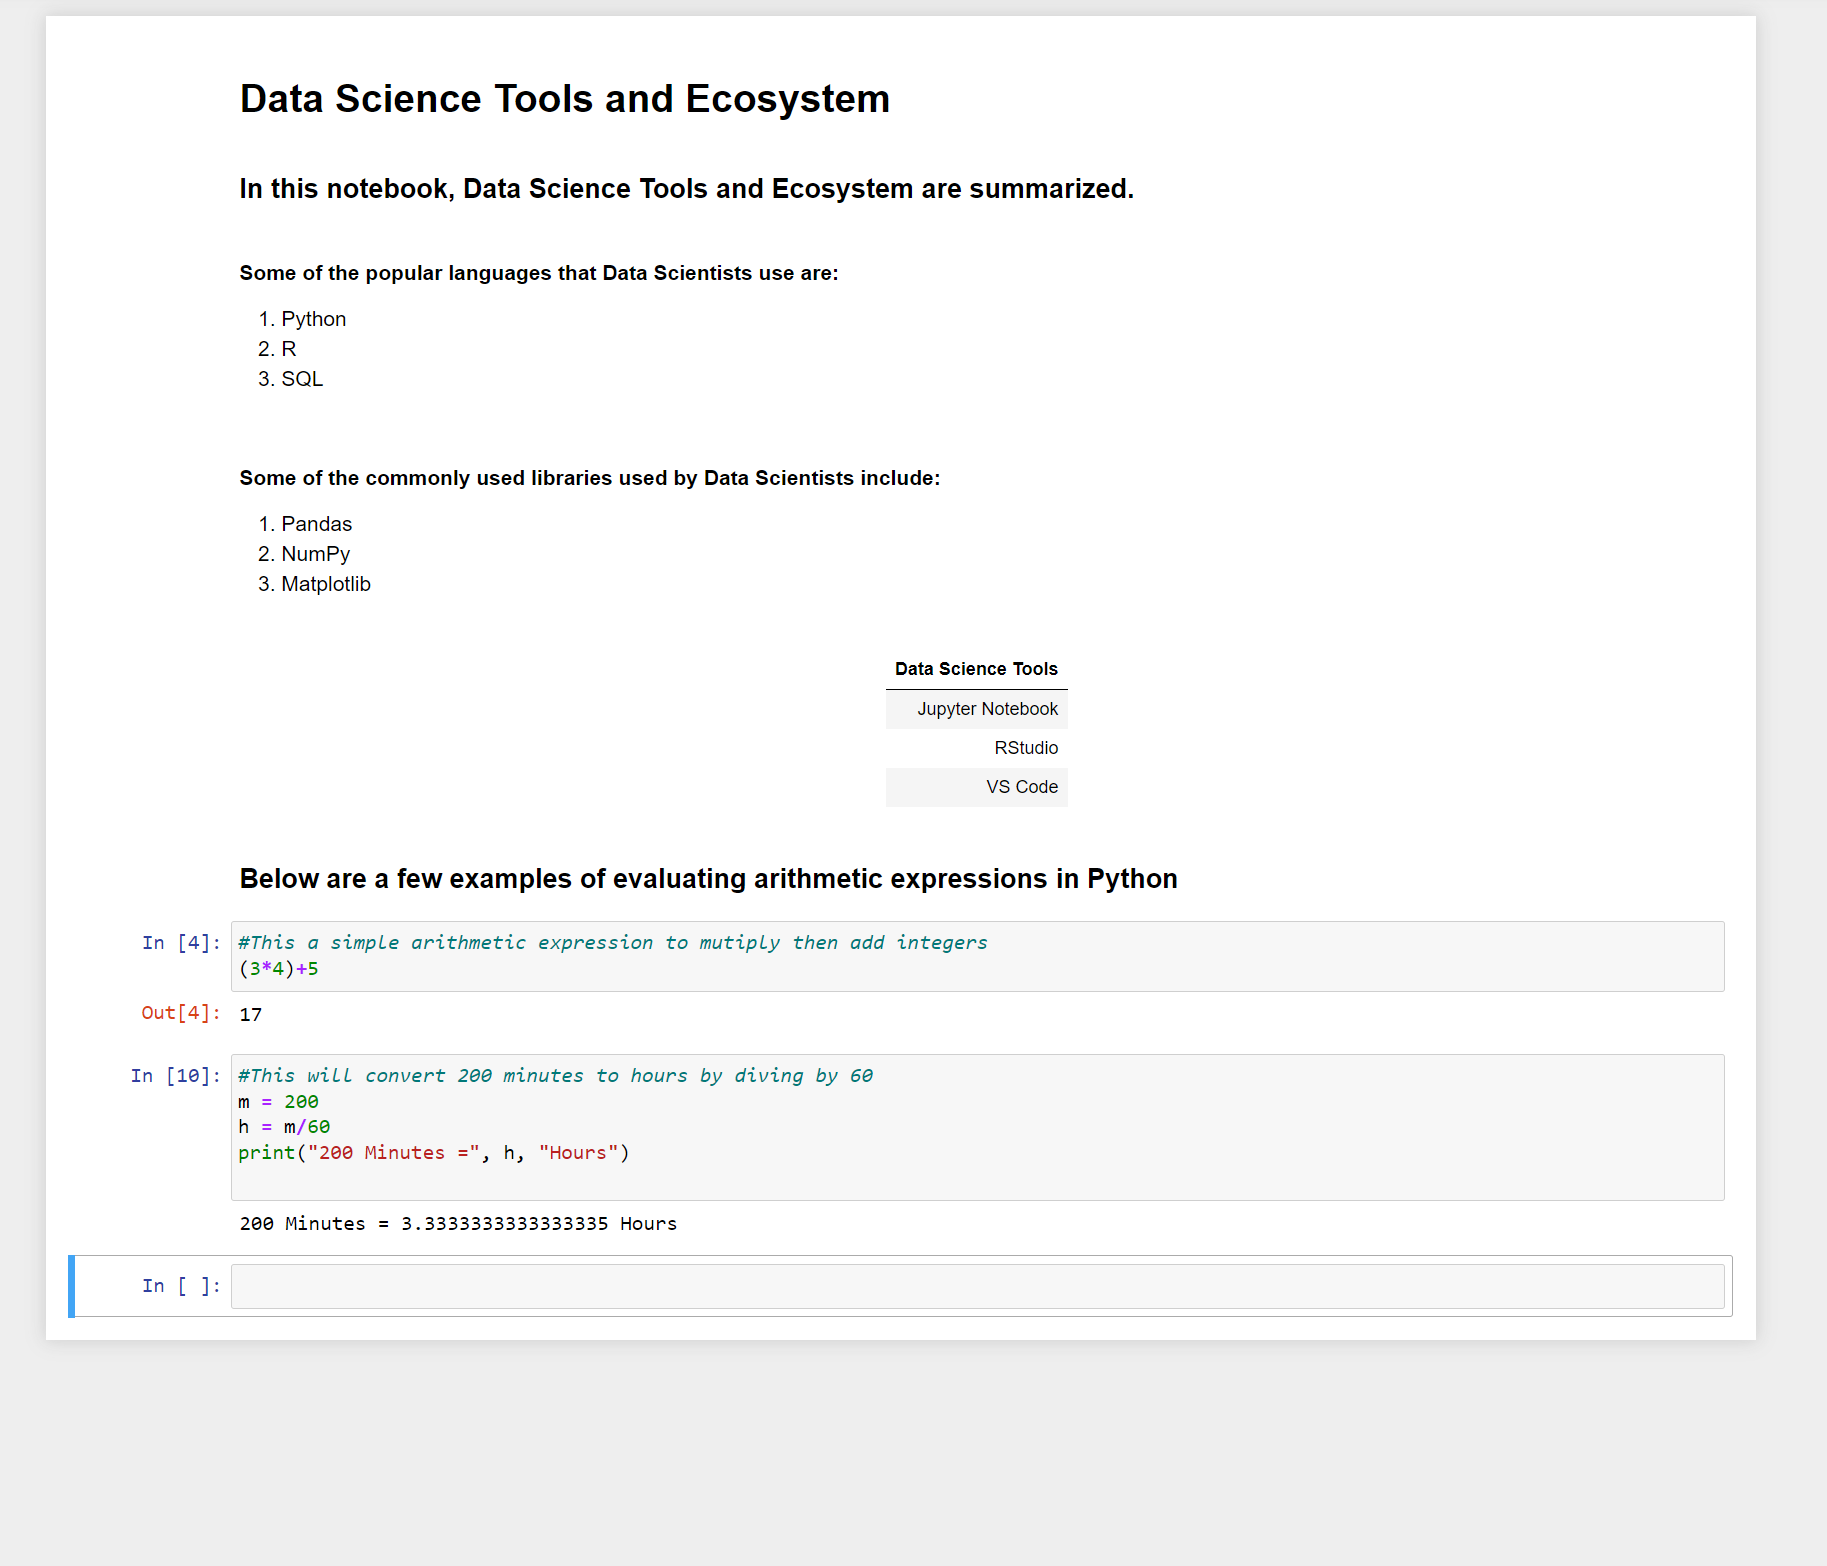 Data Science Tools and Ecosystem
In this notebook, Data Science Tools and Ecosystem are summarized.
Some of the popular languages that Data Scientists use are:
1. Python
2. R
3. SQL
Some of the commonly used libraries used by Data Scientists include:
1. Pandas
2. NumPy
3. Matplotlib
Data Science Tools
Jupyter Notebook
RStudio
VS Code
Below are a few examples of evaluating arithmetic expressions in Python
In [4]: #This a simple arithmetic expression to mutiply then add integers
(3*4)+5
Out[4]: 17
In [10]: #This will convert 200 minutes to hours by diving by 60
m = 200
h = m/60
print("200 Minutes =", h, "Hours")
200 Minutes = 3.3333333333333335 Hours
In [ ]: